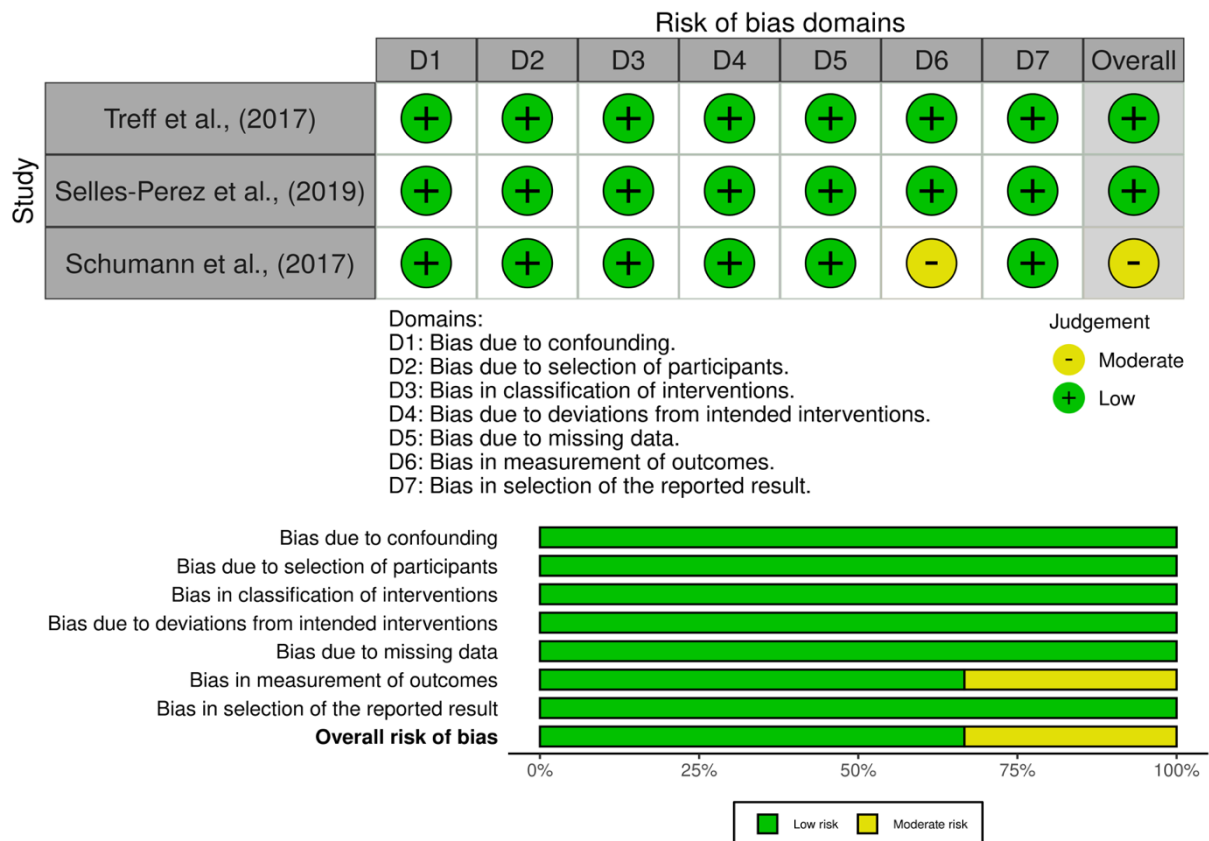 Risk of bias domains
D1 D2 D3 D4 D5 D6 D7 Overall
Study
Treff et al., (2017) + + + + + + + +
Selles-Perez et al., (2019) + + + + + + + +
Schumann et al., (2017) + + + + + - + -
Domains:
D1: Bias due to confounding.
D2: Bias due to selection of participants.
D3: Bias in classification of interventions.
D4: Bias due to deviations from intended interventions.
D5: Bias due to missing data.
D6: Bias in measurement of outcomes.
D7: Bias in selection of the reported result.
Judgement
- Moderate
+ Low
Bias due to confounding
Bias due to selection of participants
Bias in classification of interventions
Bias due to deviations from intended interventions
Bias due to missing data
Bias in measurement of outcomes
Bias in selection of the reported result
Overall risk of bias
0% 25% 50% 75% 100%
Low risk Moderate risk